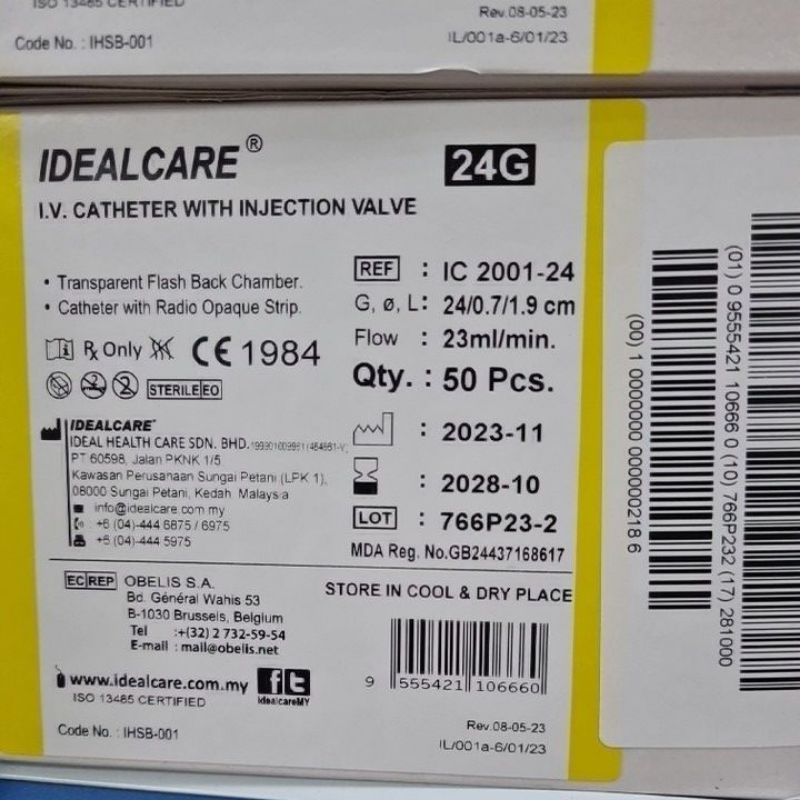 ISO 13485 CERTIFIED
Code No. : IHSB-001
Rev.08-05-23
IL/001a-6/01/23
IDEALCARE®
24G
I.V. CATHETER WITH INJECTION VALVE
• Transparent Flash Back Chamber.
• Catheter with Radio Opaque Strip.
Rx Only CE 1984
STERILE EO
REF : IC 2001-24
G, ø, L: 24/0.7/1.9 cm
Flow : 23ml/min.
Qty. : 50 Pcs.
: 2023-11
: 2028-10
LOT : 766P23-2
MDA Reg. No.GB24437168617
IDEALCARE
IDEAL HEALTH CARE SDN. BHD.
PT 60598, Jalan PKNK 1/5
Kawasan Perusahaan Sungai Petani (LPK 1),
08000 Sungai Petani, Kedah Malaysia
info@idealcare.com.my
: +6 (04)-444 6875 / 6975
: +6 (04)-444 5975
EC REP OBELIS S.A.
Bd. Général Wahis 53
B-1030 Brussels, Belgium
Tel :+(32) 2 732-59-54
E-mail : mail@obelis.net
STORE IN COOL & DRY PLACE
www.idealcare.com.my
IdealcareMY
ISO 13485 CERTIFIED
9 555421 106660
Code No. : IHSB-001
Rev.08-05-23
IL/001a-6/01/23
(00) 1 0000000 000000218 6
(01) 0 9555421 10666 0 (10) 766P232 (17) 281000